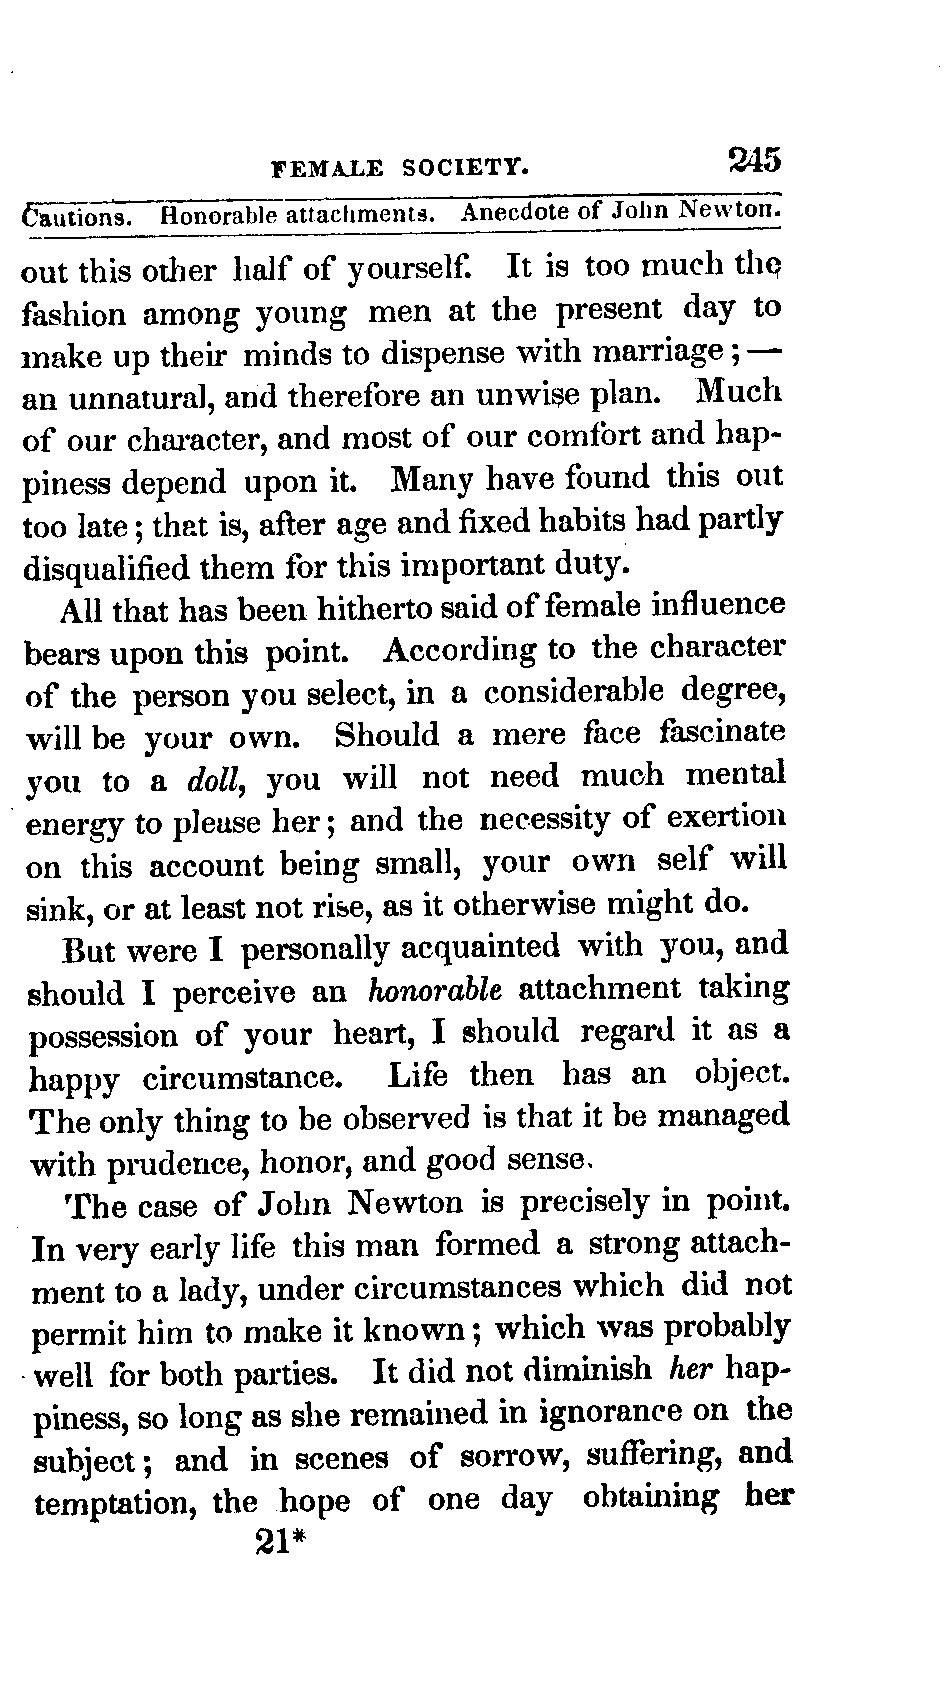 FEMALE SOCIETY. 245
Cautions. Honorable attachments. Anecdote of John Newton.
out this other half of yourself. It is too much the
fashion among young men at the present day to
make up their minds to dispense with marriage; —
an unnatural, and therefore an unwise plan. Much
of our character, and most of our comfort and hap-
piness depend upon it. Many have found this out
too late; that is, after age and fixed habits had partly
disqualified them for this important duty.
All that has been hitherto said of female influence
bears upon this point. According to the character
of the person you select, in a considerable degree,
will be your own. Should a mere face fascinate
you to a doll, you will not need much mental
energy to please her; and the necessity of exertion
on this account being small, your own self will
sink, or at least not rise, as it otherwise might do.
But were I personally acquainted with you, and
should I perceive an honorable attachment taking
possession of your heart, I should regard it as a
happy circumstance. Life then has an object.
The only thing to be observed is that it be managed
with prudence, honor, and good sense.
The case of John Newton is precisely in point.
In very early life this man formed a strong attach-
ment to a lady, under circumstances which did not
permit him to make it known; which was probably
well for both parties. It did not diminish her hap-
piness, so long as she remained in ignorance on the
subject; and in scenes of sorrow, suffering, and
temptation, the hope of one day obtaining her
21*